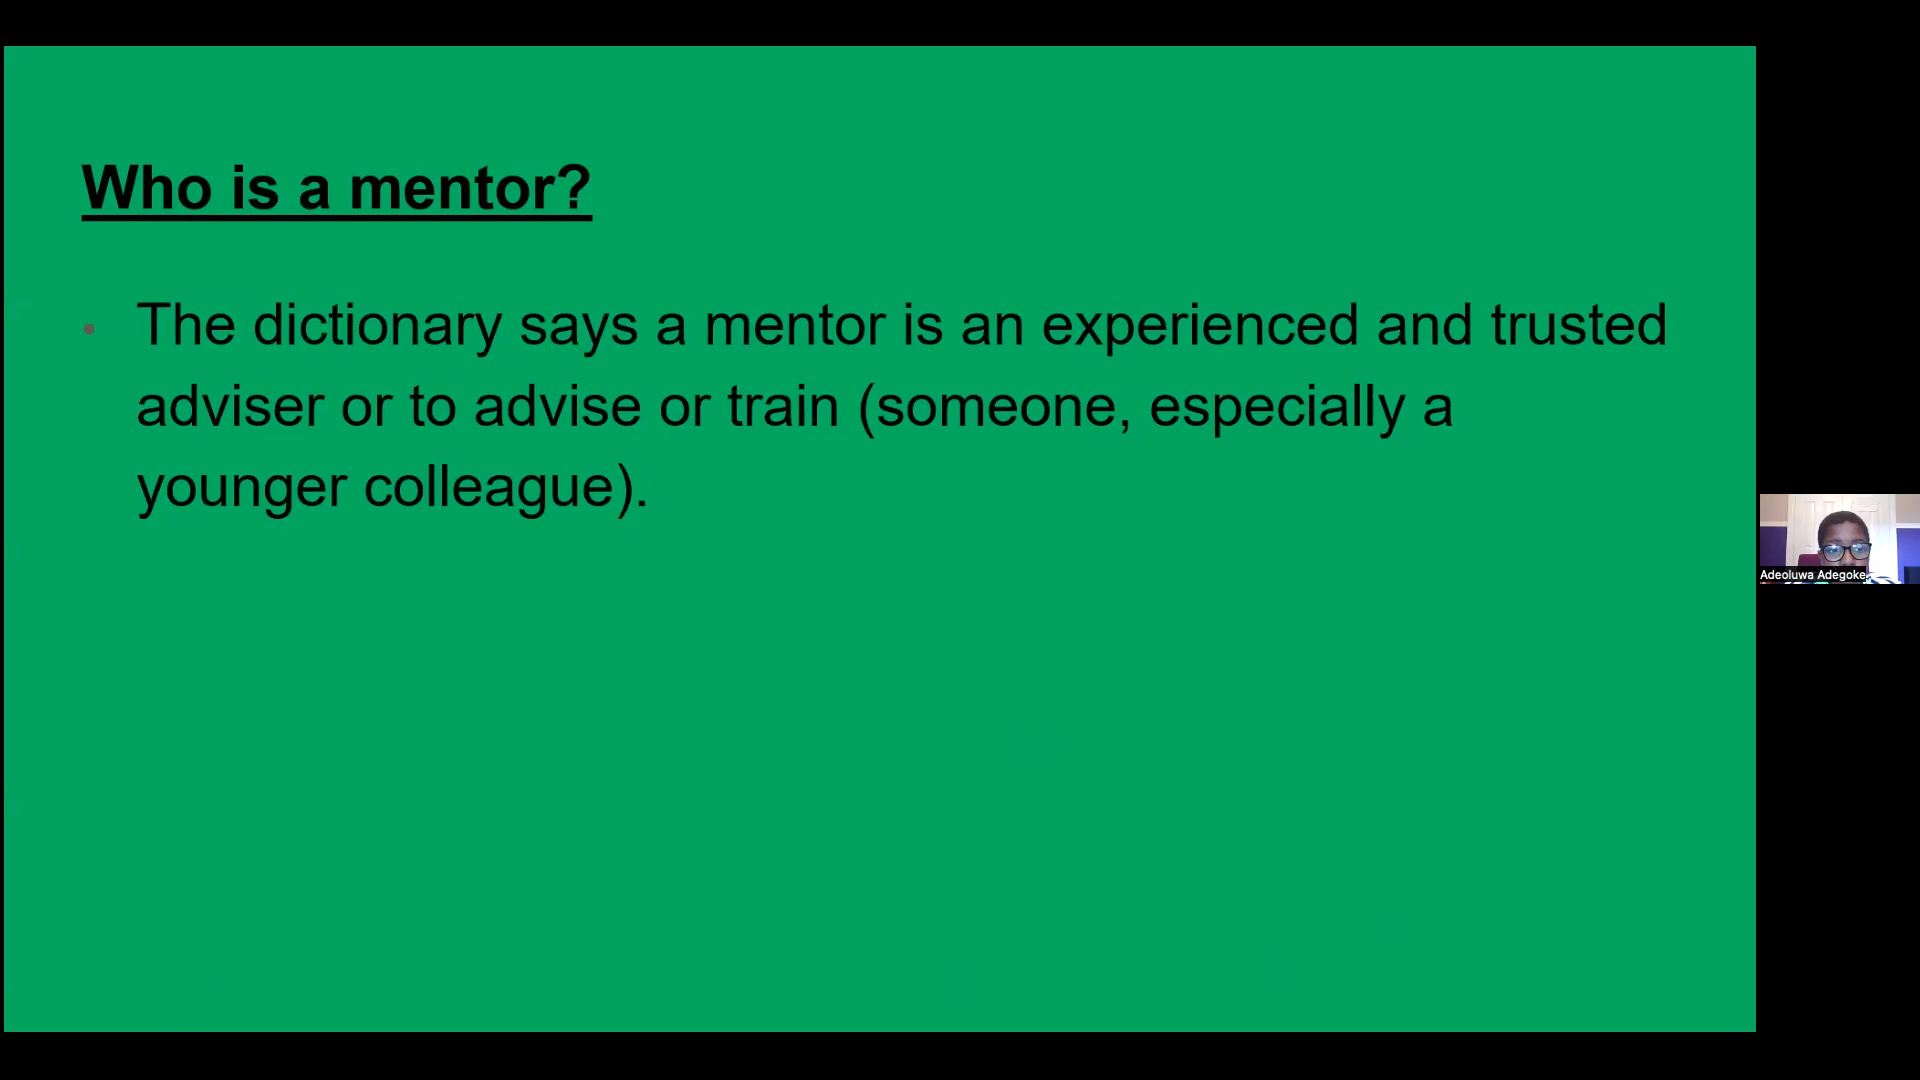 Who is a mentor?
• The dictionary says a mentor is an experienced and trusted
adviser or to advise or train (someone, especially a
younger colleague).
Adeoluwa Adegoke